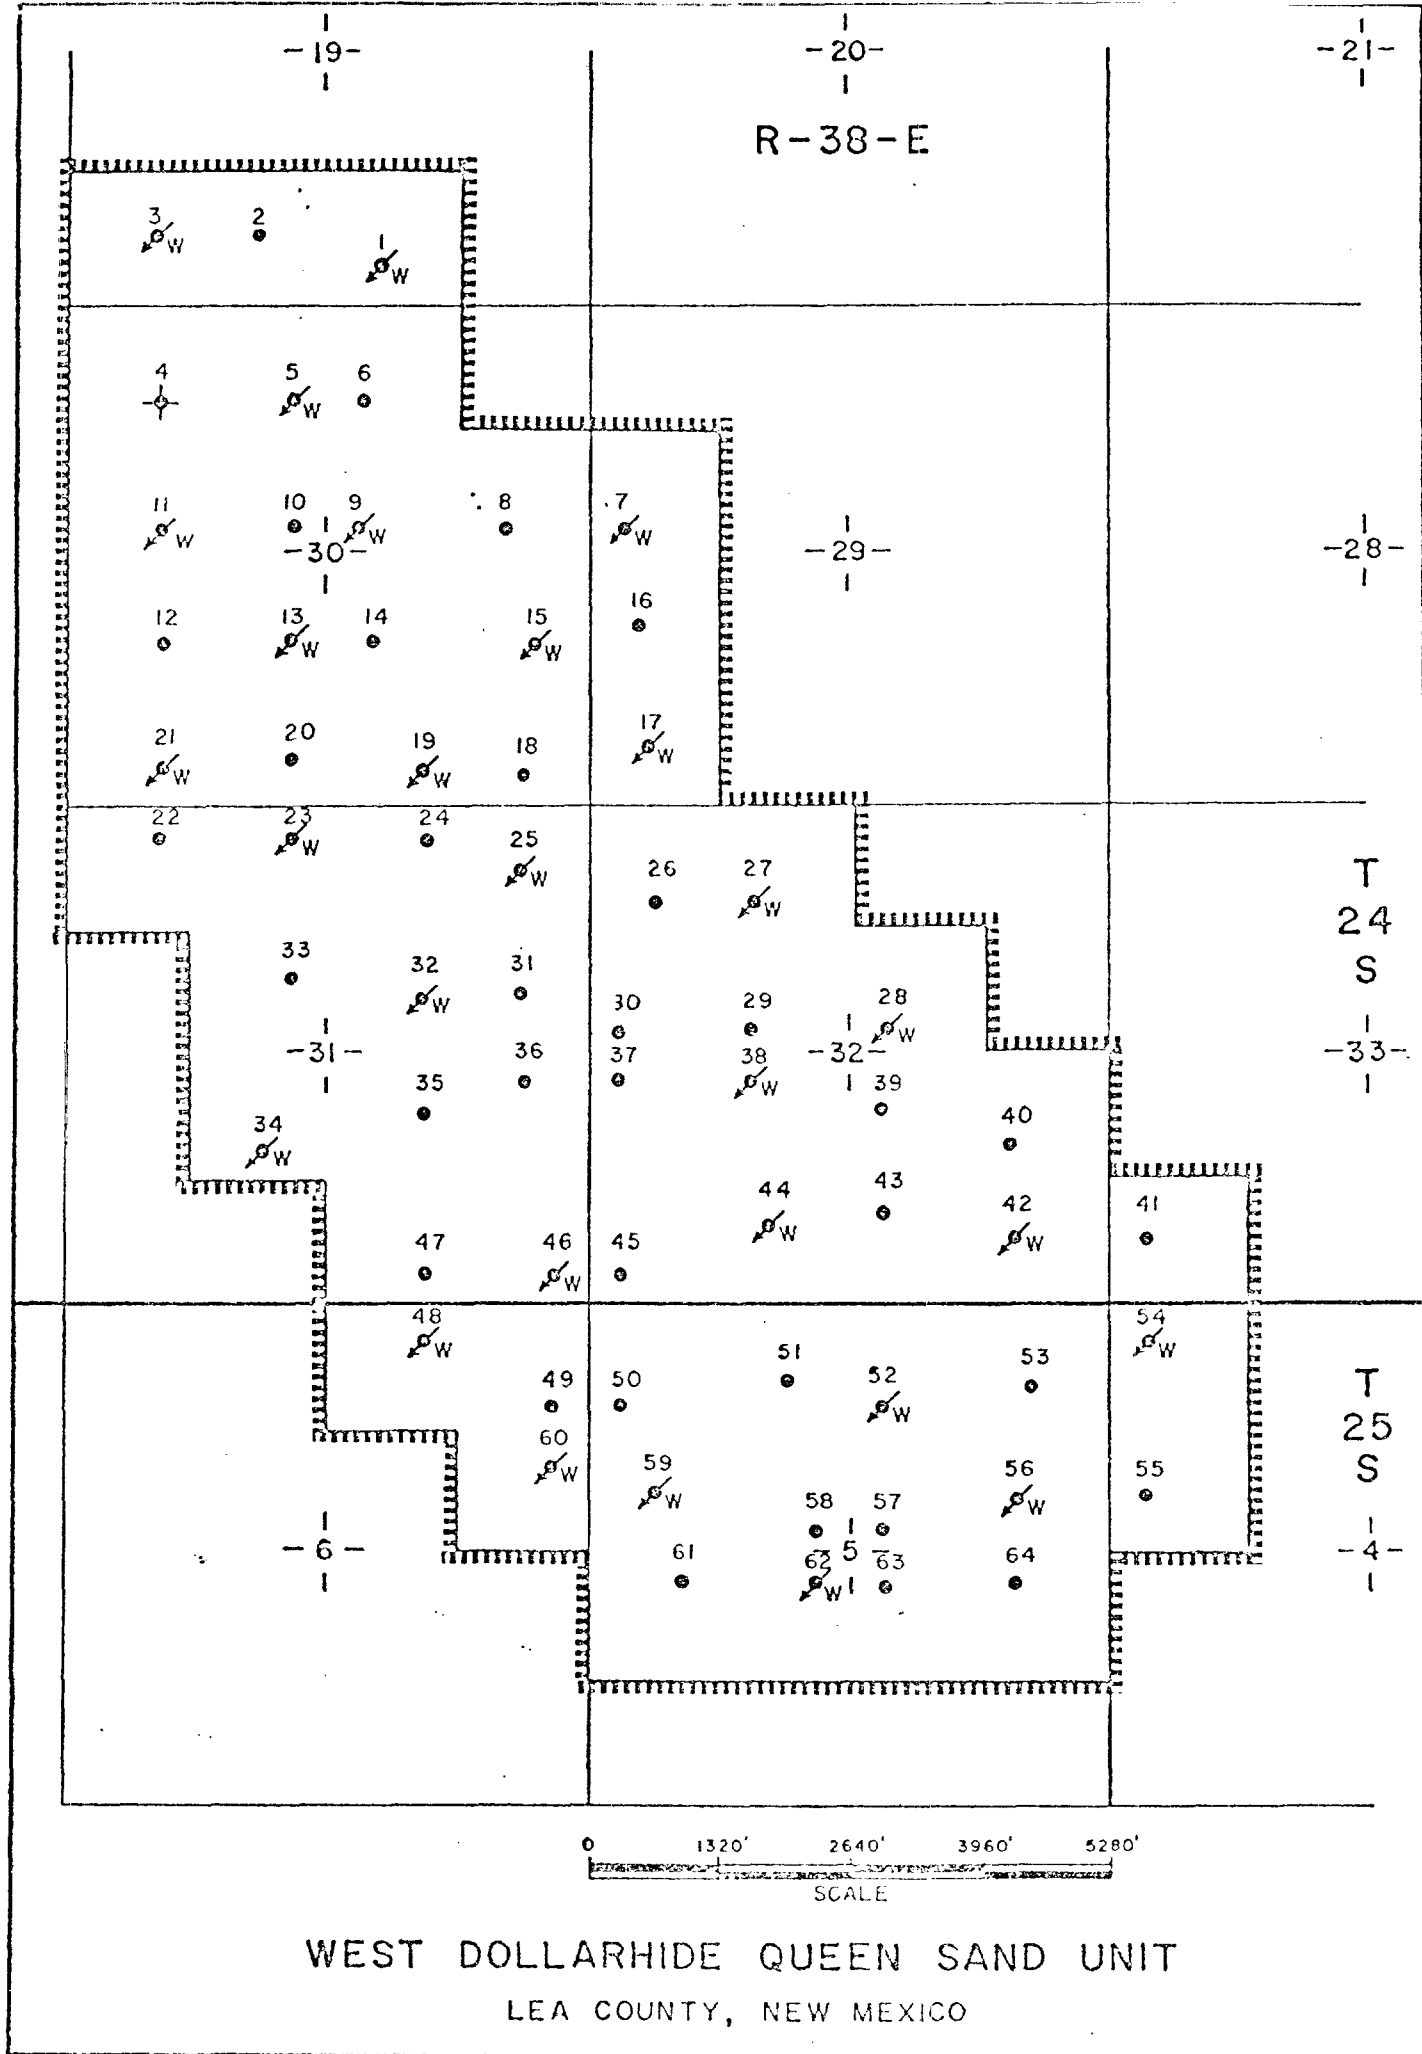 -19- -20- -21-
R-38-E
3 W 2 1 W
4 5 W 6
11 W 10 9 W 8 7 W
-30- -29- -28-
12 13 W 14 15 W 16
21 W 20 19 W 18 17 W
22 23 W 24 25 W
26 27 W
T
24
S
33 32 W 31 30 29 28 W
-31- -32- -33-
36 37 38 W 39
35 40
34 W
44 W 43 42 W 41
47 46 W 45
48 W 54 W
51 52 W 53
49 50
T
25
S
60 W 59 W 56 W 55
58 57
-6- -5- -4-
61 62 W 63 64
0 1320' 2640' 3960' 5280'
SCALE
WEST DOLLARHIDE QUEEN SAND UNIT
LEA COUNTY, NEW MEXICO